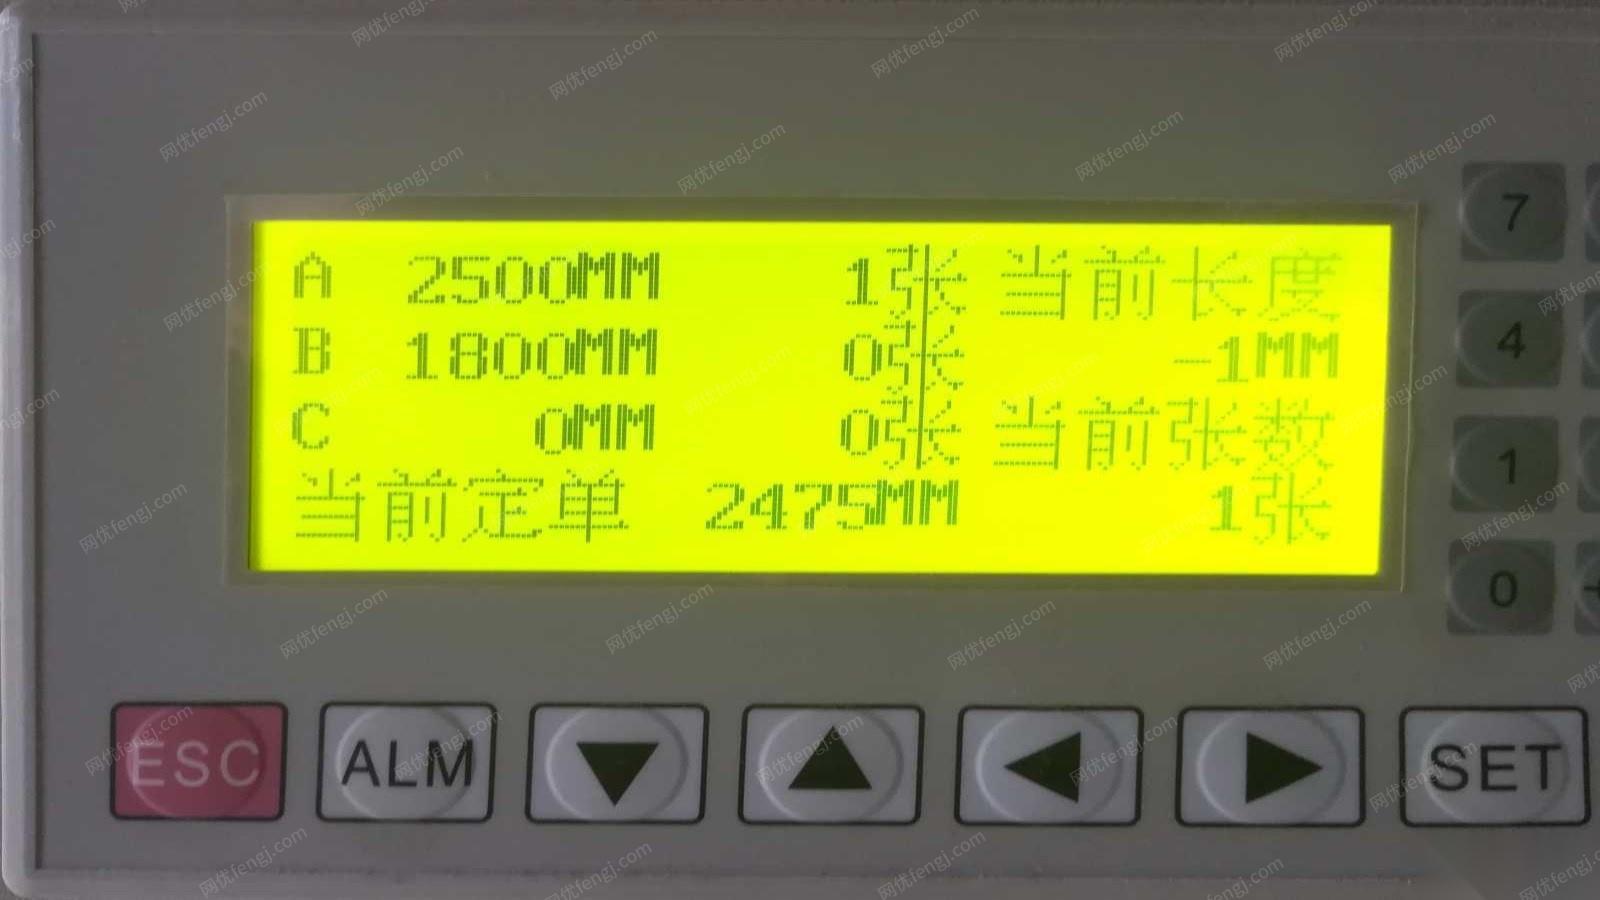 A 2500MM 1张 当前长度
B 1800MM 0张 -1MM
C 0MM 0张 当前张数
当前定单 2475MM 1张
7
4
1
0
ESC ALM ▼ ▲ ◀ ▶ SET
网优fengj.com